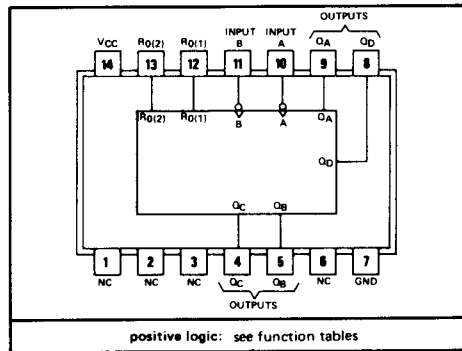 OUTPUTS
INPUT INPUT
VCC R0(2) R0(1) B A QA QD
14 13 12 11 10 9 8
R0(2) R0(1) B A QA
QD
QC QB
1 2 3 4 5 6 7
NC NC NC QC QB NC GND
OUTPUTS
positive logic: see function tables